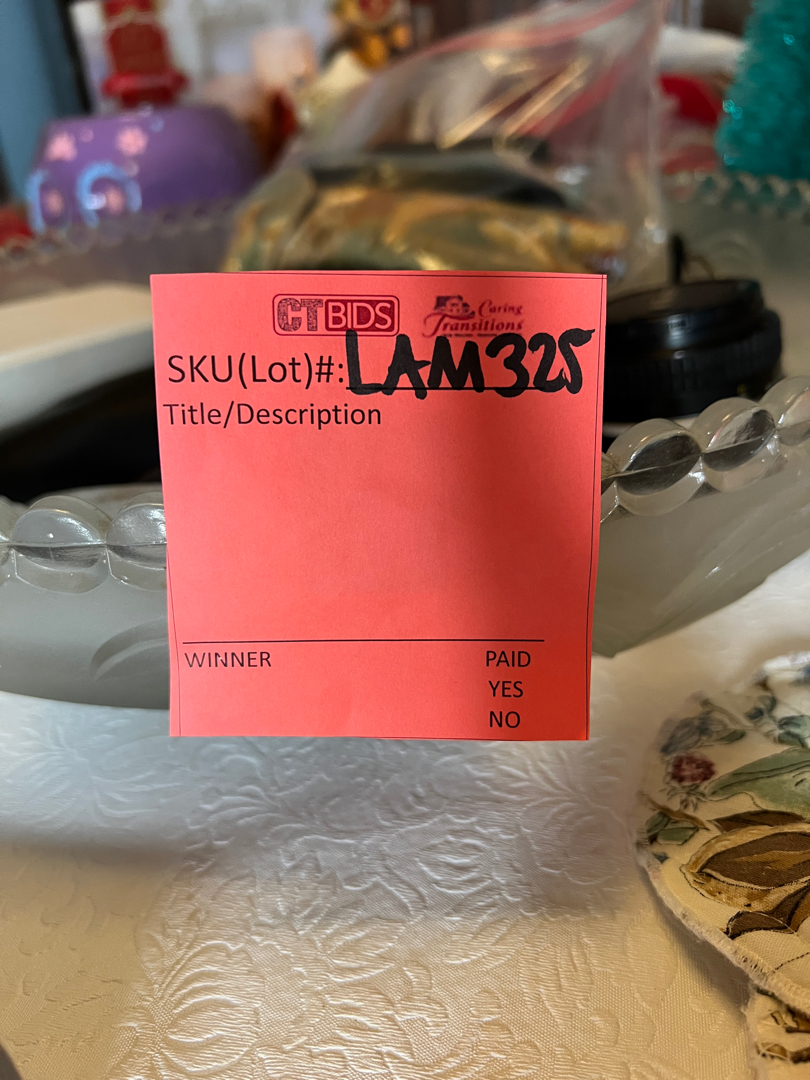 CTBIDS
Caring
Transitions
SKU(Lot)#: LAM325
Title/Description
WINNER
PAID
YES
NO